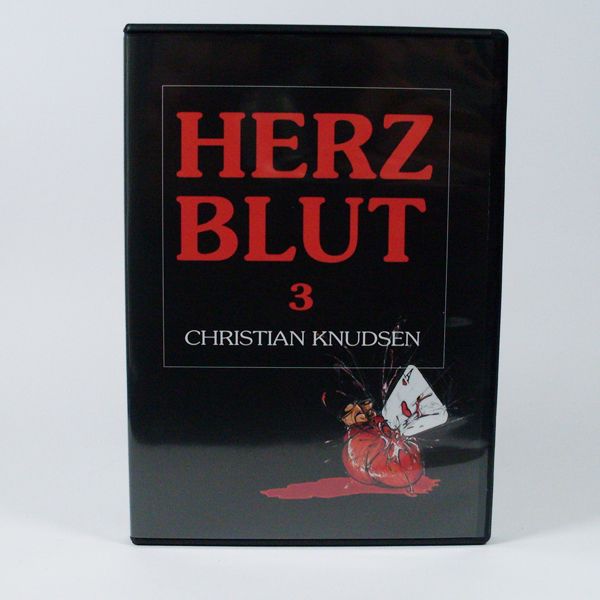 HERZ
BLUT
3
CHRISTIAN KNUDSEN